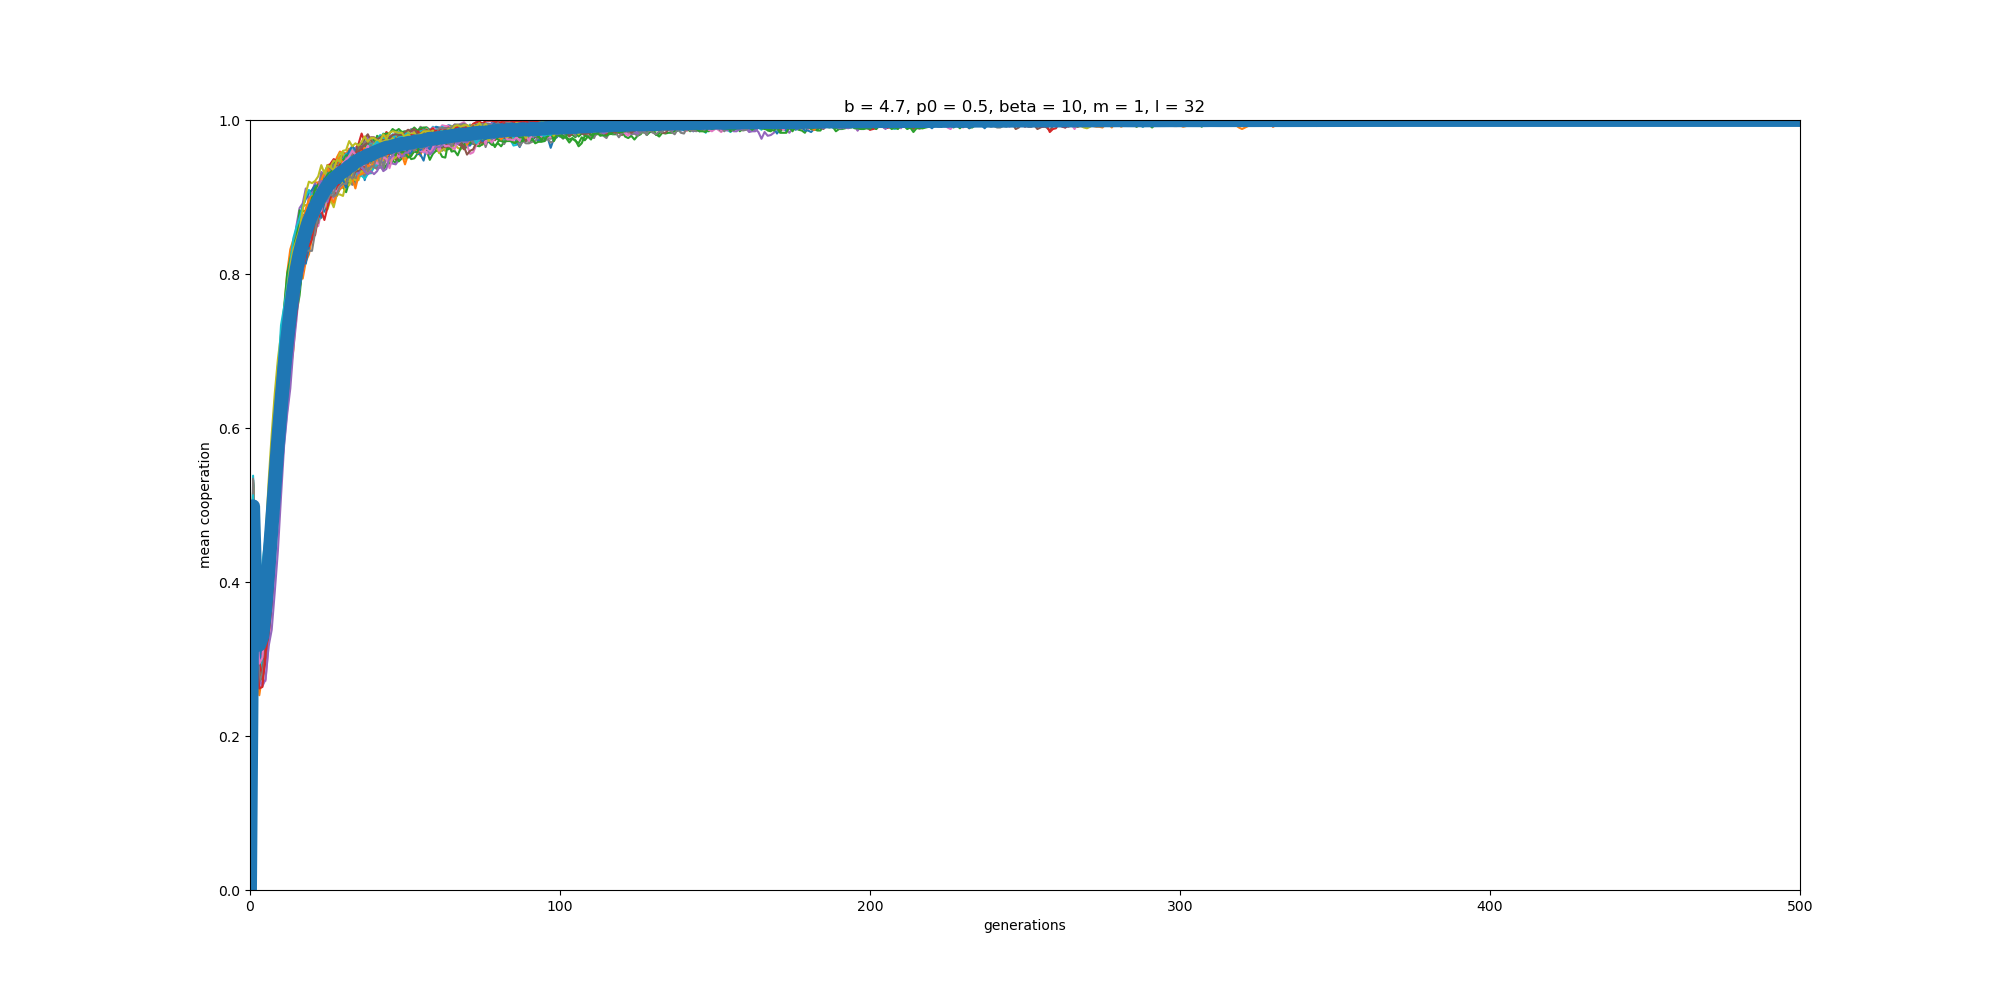 b = 4.7, p0 = 0.5, beta = 10, m = 1, l = 32
1.0
0.8
0.6
0.4
0.2
0.0
mean cooperation
0 100 200 300 400 500
generations